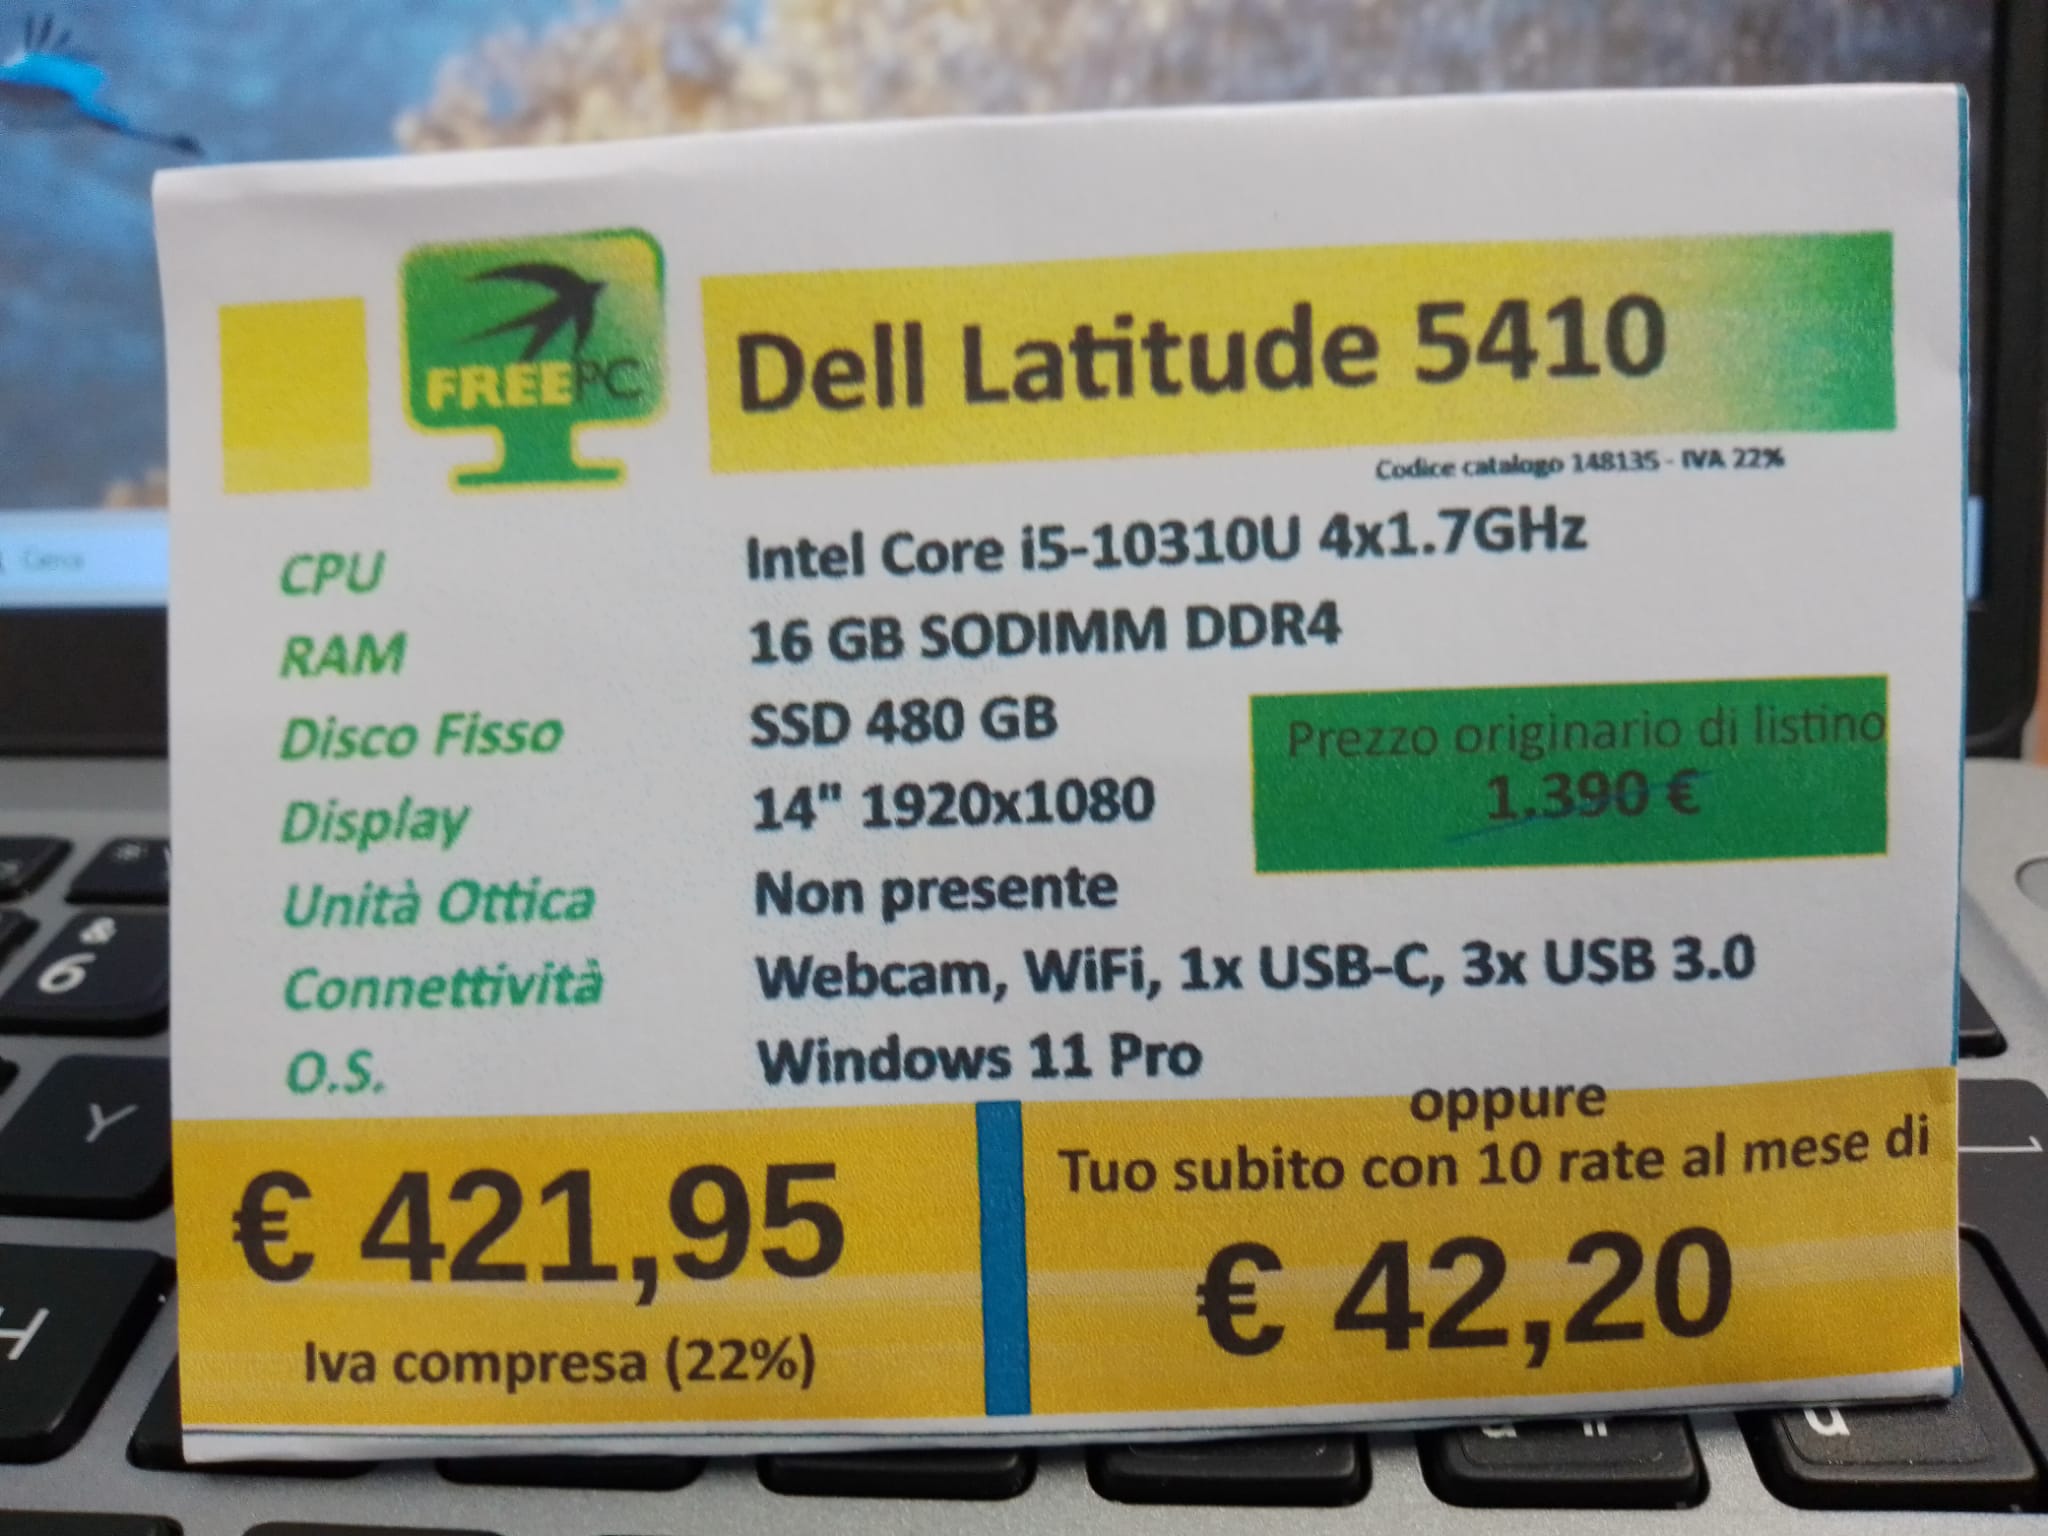 FREEPC
Dell Latitude 5410
Codice catalogo 148135 - IVA 22%
CPU Intel Core i5-10310U 4x1.7GHz
RAM 16 GB SODIMM DDR4
Disco Fisso SSD 480 GB
Prezzo originario di listino
1.390 €
Display 14" 1920x1080
Unità Ottica Non presente
Connettività Webcam, WiFi, 1x USB-C, 3x USB 3.0
O.S. Windows 11 Pro
€ 421,95
Iva compresa (22%)
oppure
Tuo subito con 10 rate al mese di
€ 42,20
Cerca
&
6
Y
H